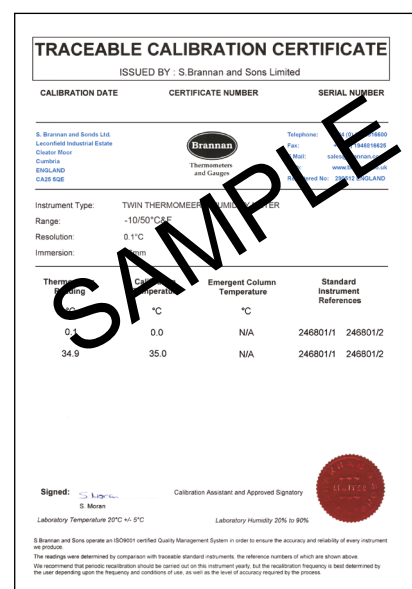 TRACEABLE CALIBRATION CERTIFICATE
ISSUED BY : S.Brannan and Sons Limited
CALIBRATION DATE CERTIFICATE NUMBER SERIAL NUMBER
S. Brannan and Sonds Ltd.
Leconfield Industrial Estate
Cleator Moor
Cumbria
ENGLAND
CA25 5QE
Brannan
Thermometers
and Gauges
Telephone:
Fax: 1946816625
Mail:
No: ENGLAND
Instrument Type: TWIN THERMOMEER
Range: -10/50°C&F
Resolution: 0.1°C
Immersion:
Emergent Column Standard
Temperature Instrument
References
°C °C
0.1 0.0 N/A 246801/1 246801/2
34.9 35.0 N/A 246801/1 246801/2
SAMPLE
Signed: S. Moran Calibration Assistant and Approved Signatory
S. Moran
Laboratory Temperature 20°C +/- 5°C Laboratory Humidity 20% to 90%
S.Brannan and Sons operate an ISO9001 certified Quality Management System in order to ensure the accuracy and reliability of every instrument
we produce.
The readings were determined by comparison with traceable standard instruments. the reference numbers of which are shown above.
We recommend that periodic recalibration should be carried out on this instrument yearly, but the recalibration frequency is best determined by
the user depending upon the frequency and conditions of use, as well as the level of accuracy required by the process.